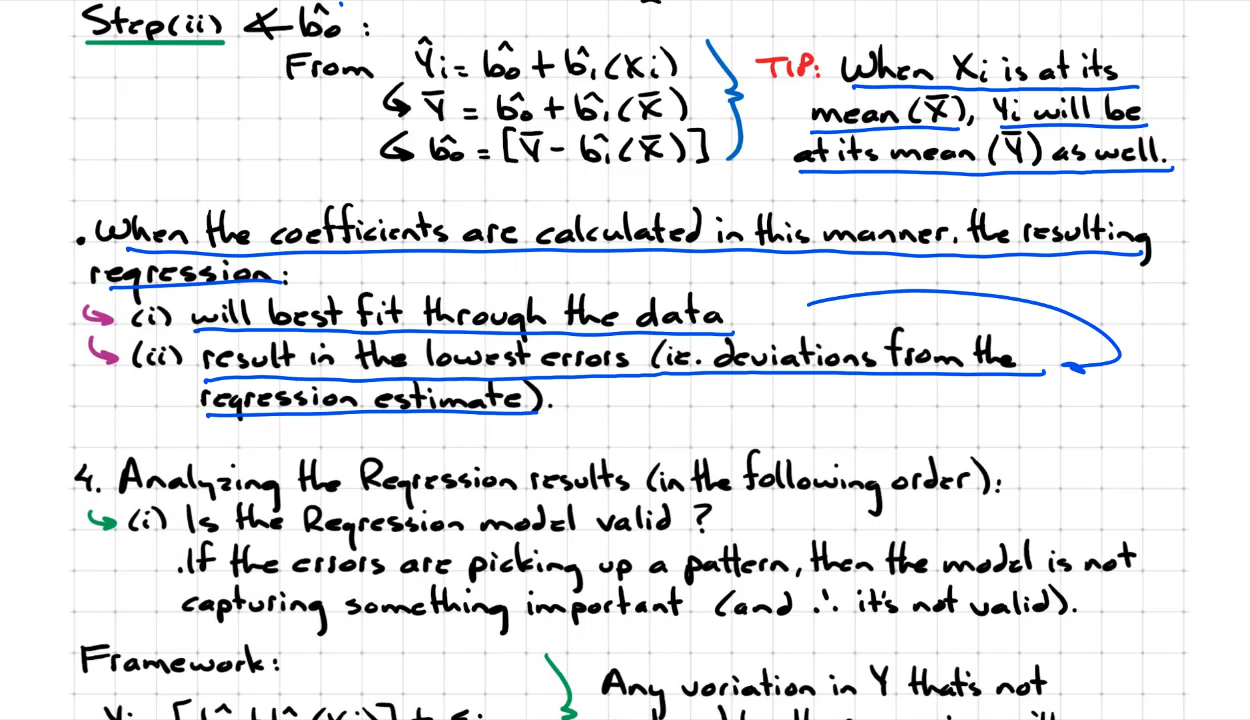 Step(ii) ∢ b̂₀ :
From Ŷi = b̂₀ + b̂₁(Xi)
↳ Ȳ = b̂₀ + b̂₁(X̄)
↳ b̂₀ = [Ȳ - b̂₁(X̄)]
TIP: When Xi is at its
mean (X̄), Yi will be
at its mean (Ȳ) as well.
. When the coefficients are calculated in this manner, the resulting
regression:
↳ (i) will best fit through the data
↳ (ii) result in the lowest errors (ie. deviations from the
regression estimate).
4. Analyzing the Regression results (in the following order):
↳ (i) Is the Regression model valid ?
. If the errors are picking up a pattern, then the model is not
capturing something important (and ∴ it's not valid).
Framework:
Any variation in Y that's not